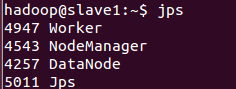 hadoop@slave1:~$ jps
4947 Worker
4543 NodeManager
4257 DataNode
5011 Jps